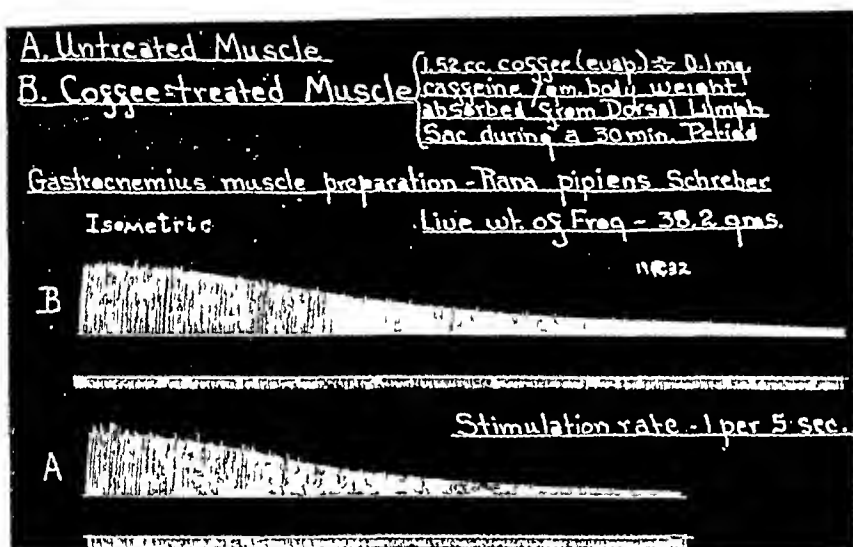 A. Untreated Muscle
B. Coffee-treated Muscle
1.52 cc. coffee (evap.) ≎ 0.1 mg.
caffeine / gm. body weight
absorbed from Dorsal Lymph
Sac during a 30 min. Period
Gastrocnemius muscle preparation - Rana pipiens Schreber
Isometric
Live wt. of Frog - 38.2 gms.
B
Stimulation rate - 1 per 5 sec.
A